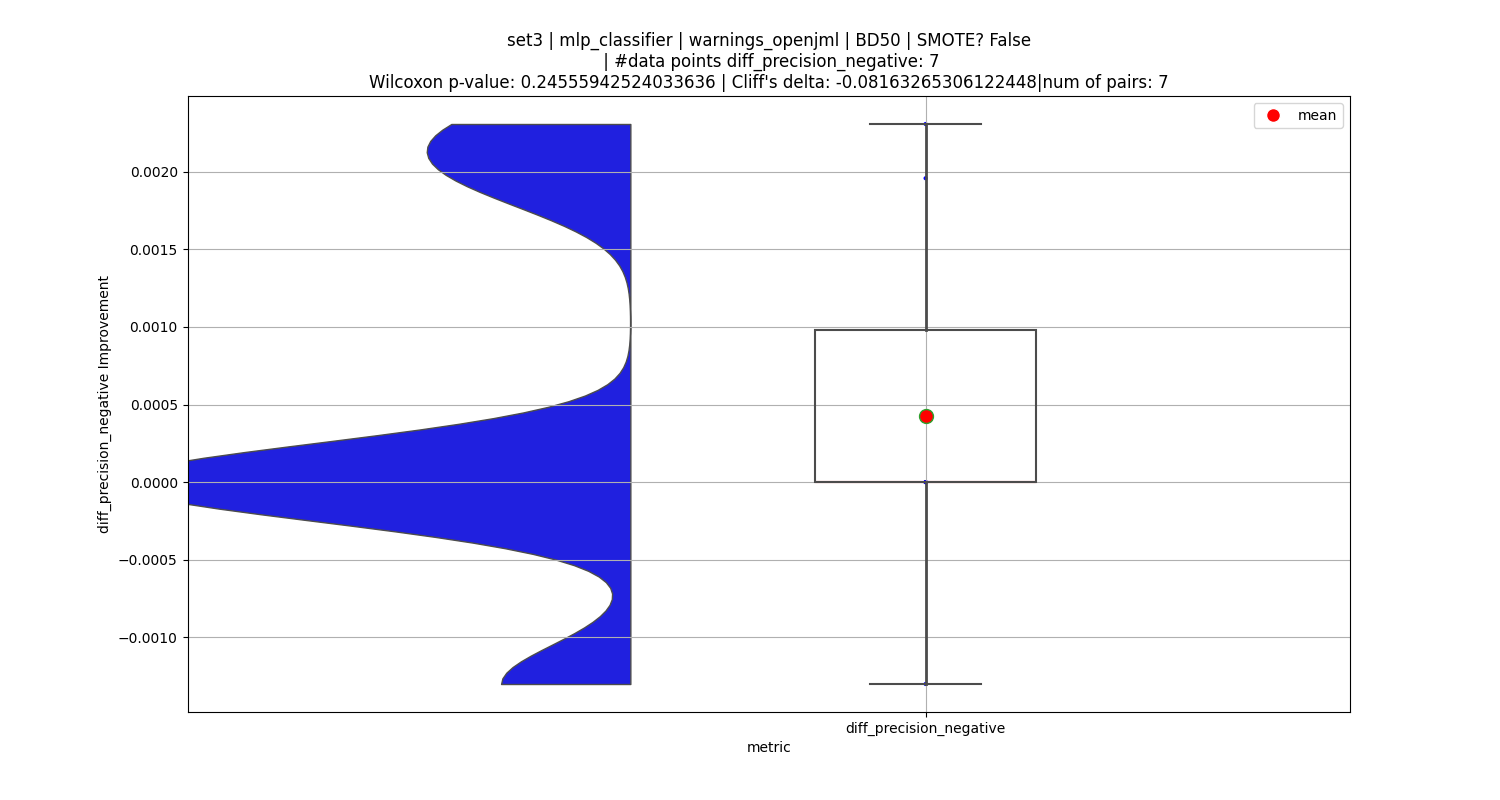 set3 | mlp_classifier | warnings_openjml | BD50 | SMOTE? False
| #data points diff_precision_negative: 7
Wilcoxon p-value: 0.24555942524033636 | Cliff's delta: -0.08163265306122448|num of pairs: 7
mean
0.0020
0.0015
0.0010
0.0005
0.0000
−0.0005
−0.0010
diff_precision_negative Improvement
diff_precision_negative
metric